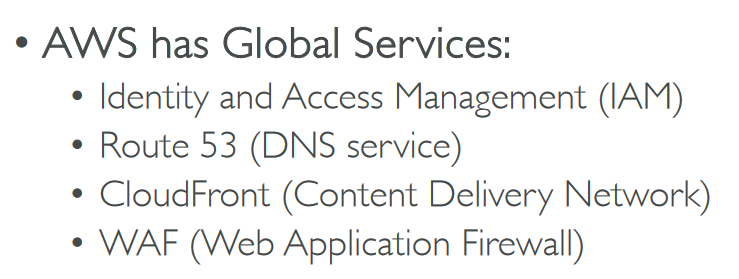 • AWS has Global Services:
• Identity and Access Management (IAM)
• Route 53 (DNS service)
• CloudFront (Content Delivery Network)
• WAF (Web Application Firewall)